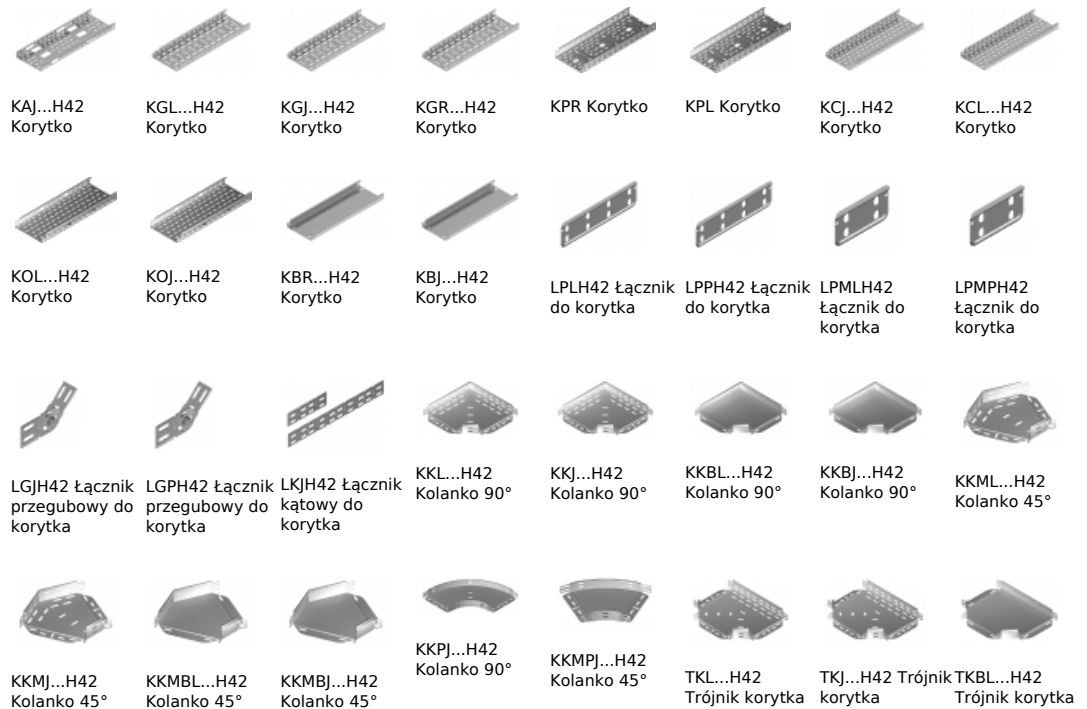 KAJ...H42
Korytko
KGL...H42
Korytko
KGJ...H42
Korytko
KGR...H42
Korytko
KPR Korytko
KPL Korytko
KCJ...H42
Korytko
KCL...H42
Korytko
KOL...H42
Korytko
KOJ...H42
Korytko
KBR...H42
Korytko
KBJ...H42
Korytko
LPLH42 Łącznik
do korytka
LPPH42 Łącznik
do korytka
LPMLH42
Łącznik do
korytka
LPMPH42
Łącznik do
korytka
LGJH42 Łącznik
przegubowy do
korytka
LGPH42 Łącznik
przegubowy do
korytka
LKJH42 Łącznik
kątowy do
korytka
KKL...H42
Kolanko 90°
KKJ...H42
Kolanko 90°
KKBL...H42
Kolanko 90°
KKBJ...H42
Kolanko 90°
KKML...H42
Kolanko 45°
KKMJ...H42
Kolanko 45°
KKMBL...H42
Kolanko 45°
KKMBJ...H42
Kolanko 45°
KKPJ...H42
Kolanko 90°
KKMPJ...H42
Kolanko 45°
TKL...H42
Trójnik korytka
TKJ...H42 Trójnik
korytka
TKBL...H42
Trójnik korytka